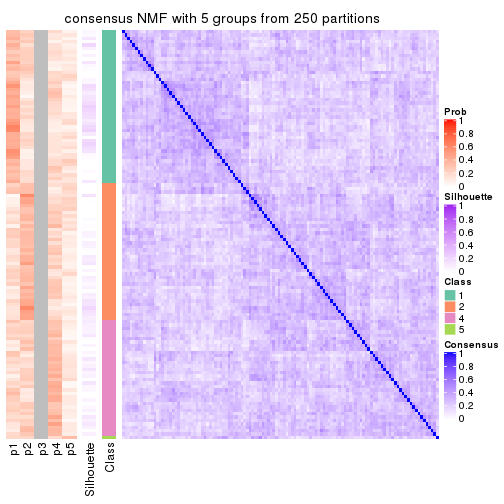 consensus NMF with 5 groups from 250 partitions
Prob
1
0.8
0.6
0.4
0.2
0
Silhouette
1
0.8
0.6
0.4
0.2
0
Class
1
2
4
5
Consensus
1
0.8
0.6
0.4
0.2
0
p1
p2
p3
p4
p5
Silhouette
Class